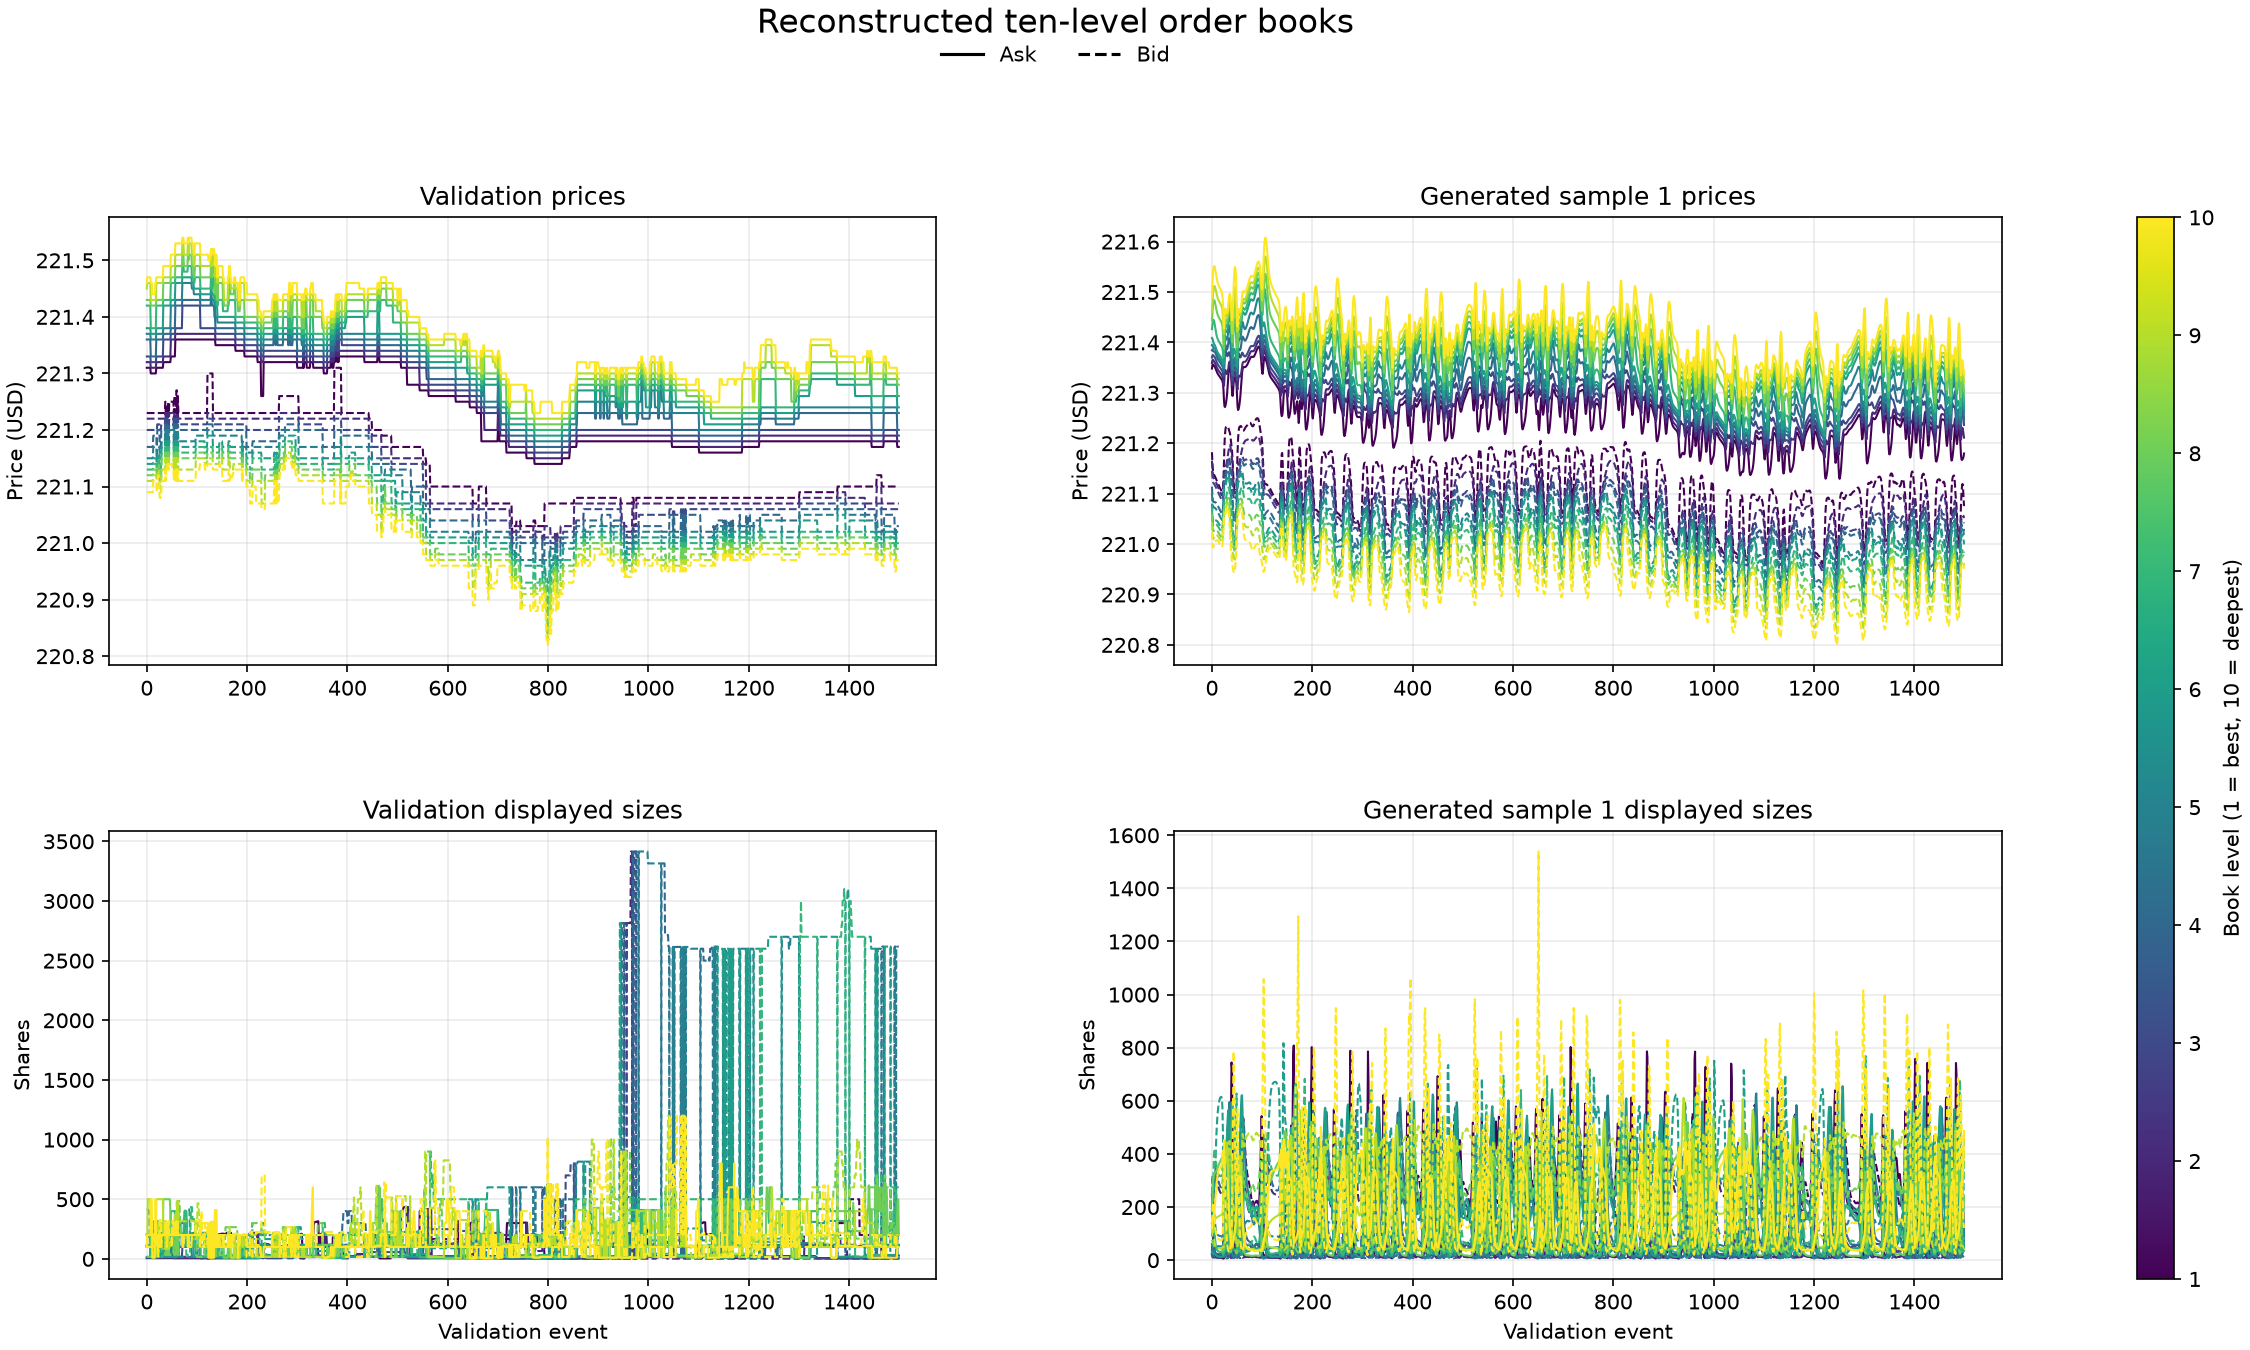 Reconstructed ten-level order books
Ask Bid
Validation prices
Price (USD)
221.5
221.4
221.3
221.2
221.1
221.0
220.9
220.8
0 200 400 600 800 1000 1200 1400
Generated sample 1 prices
Price (USD)
221.6
221.5
221.4
221.3
221.2
221.1
221.0
220.9
220.8
0 200 400 600 800 1000 1200 1400
Validation displayed sizes
Shares
3500
3000
2500
2000
1500
1000
500
0
0 200 400 600 800 1000 1200 1400
Validation event
Generated sample 1 displayed sizes
Shares
1600
1400
1200
1000
800
600
400
200
0
0 200 400 600 800 1000 1200 1400
Validation event
10
9
8
7
6
5
4
3
2
1
Book level (1 = best, 10 = deepest)